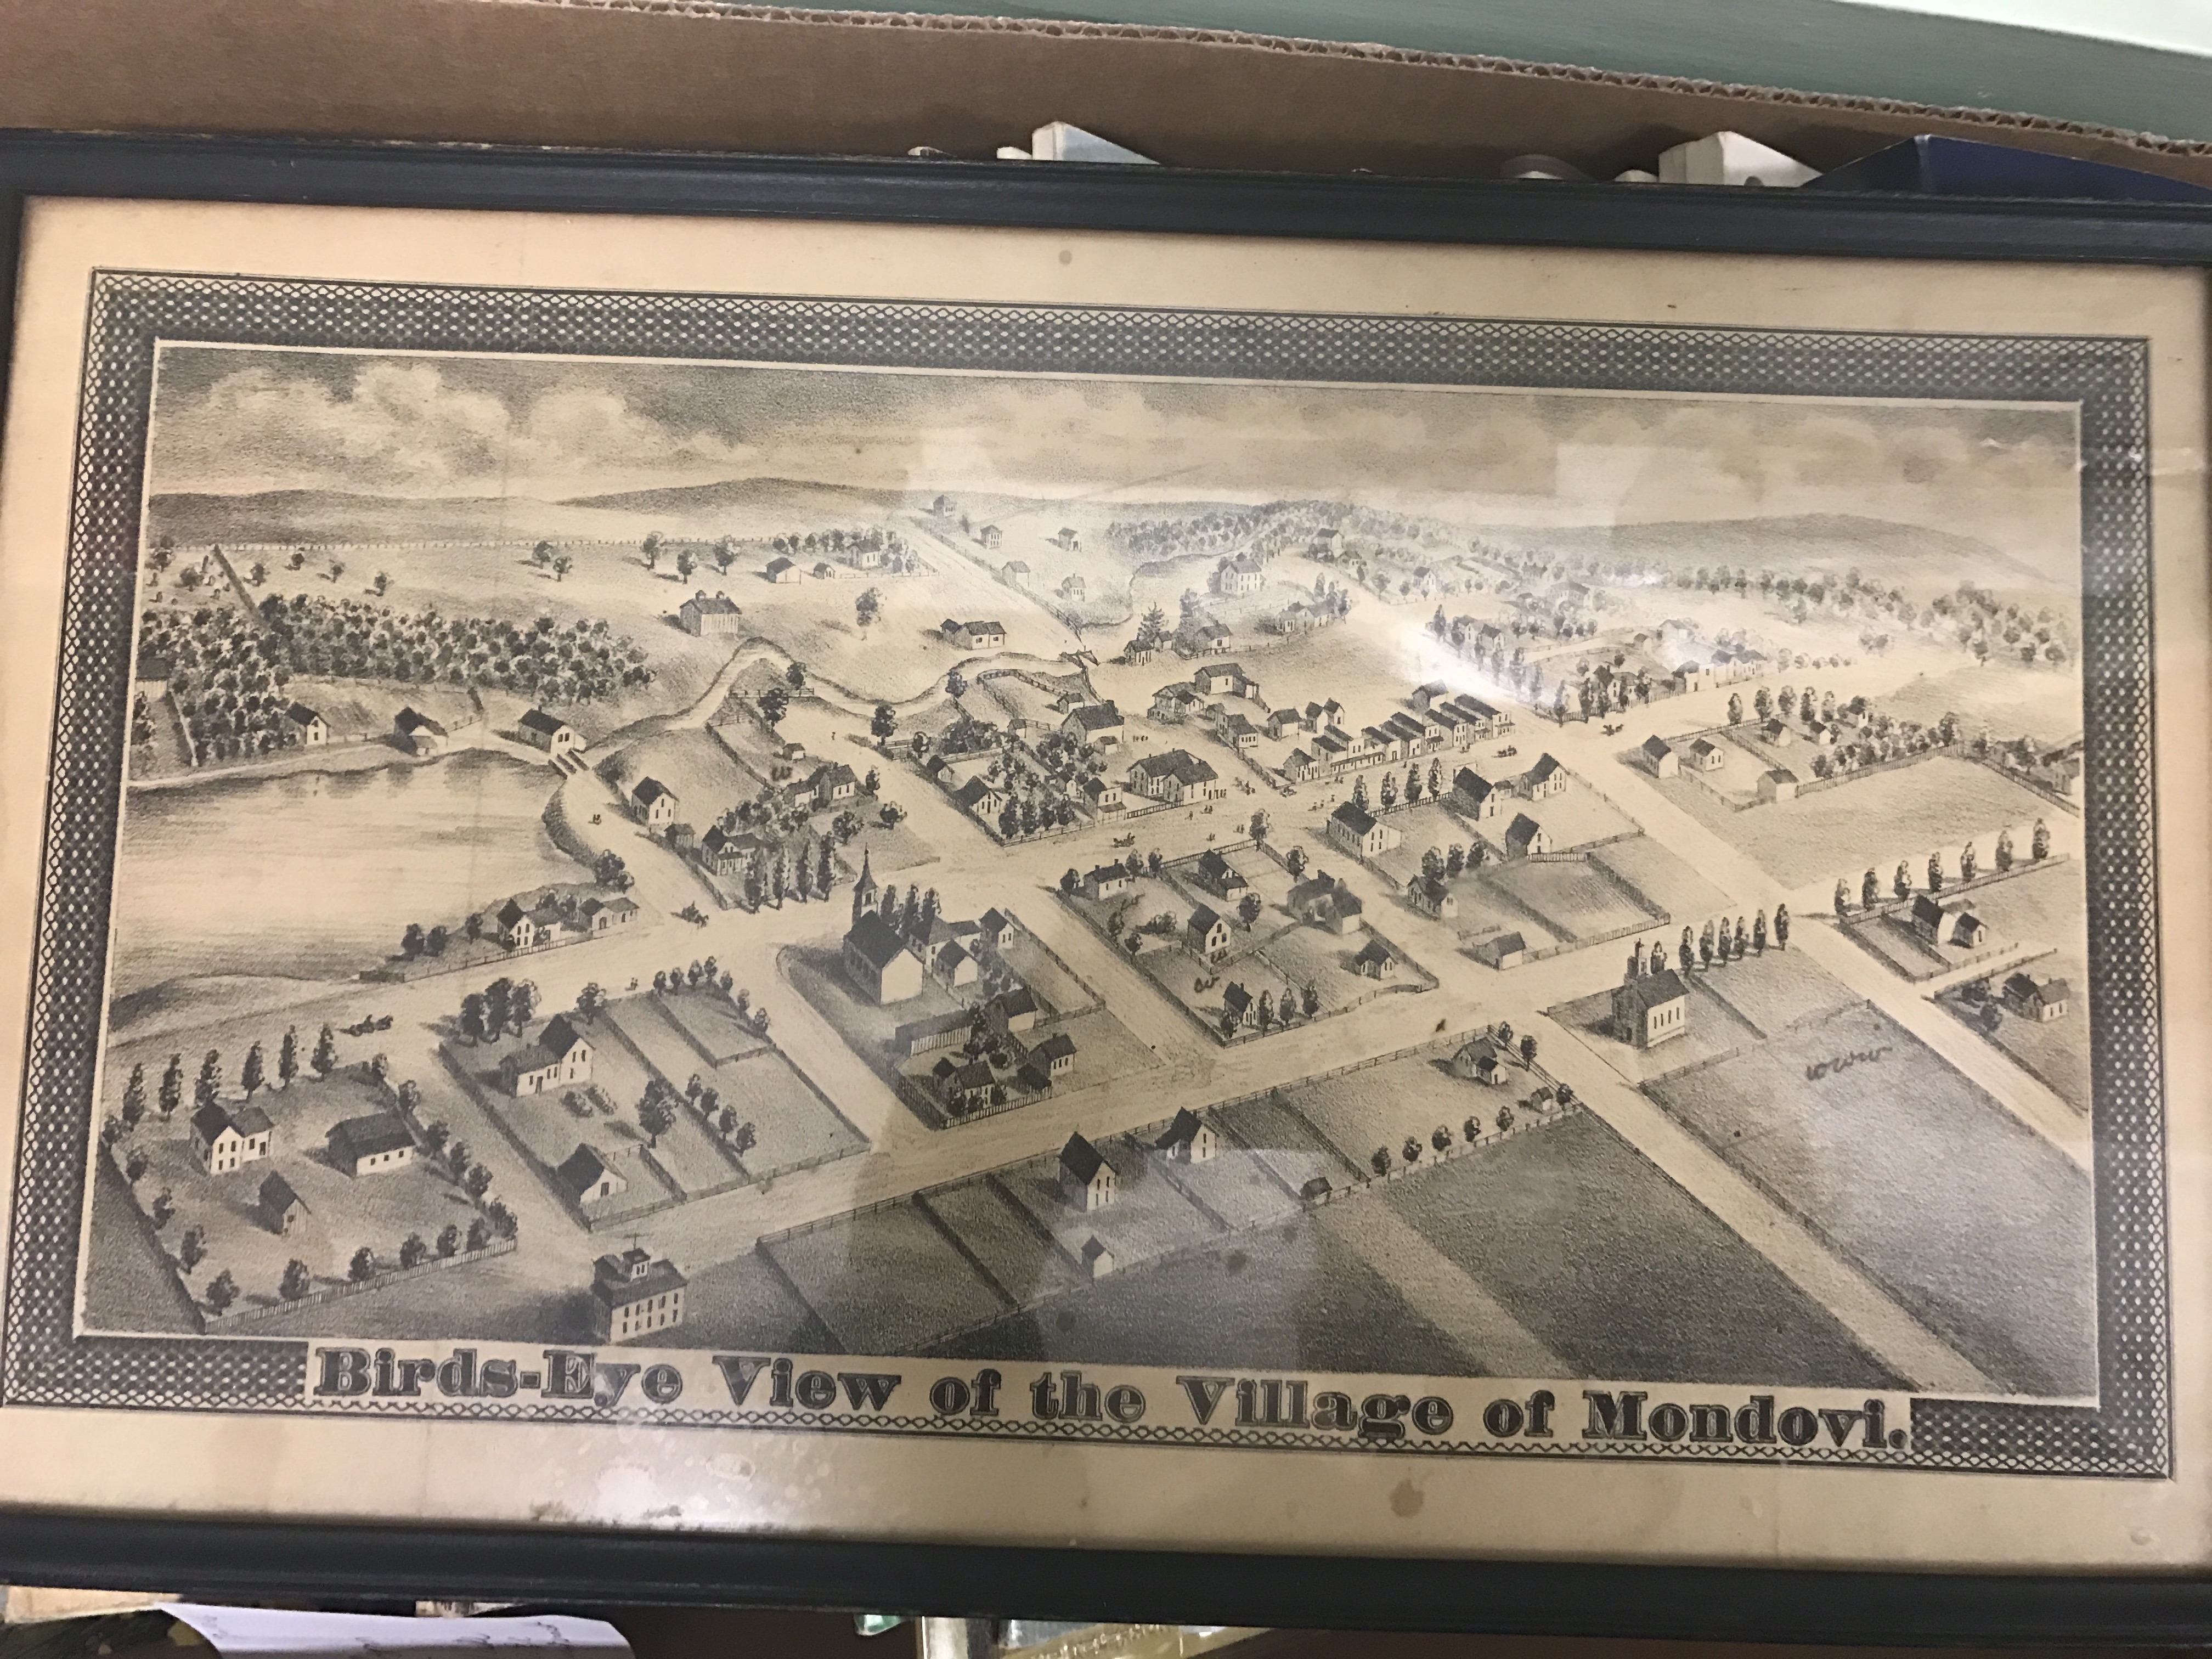 Birds-Eye View of the Village of Mondovi.